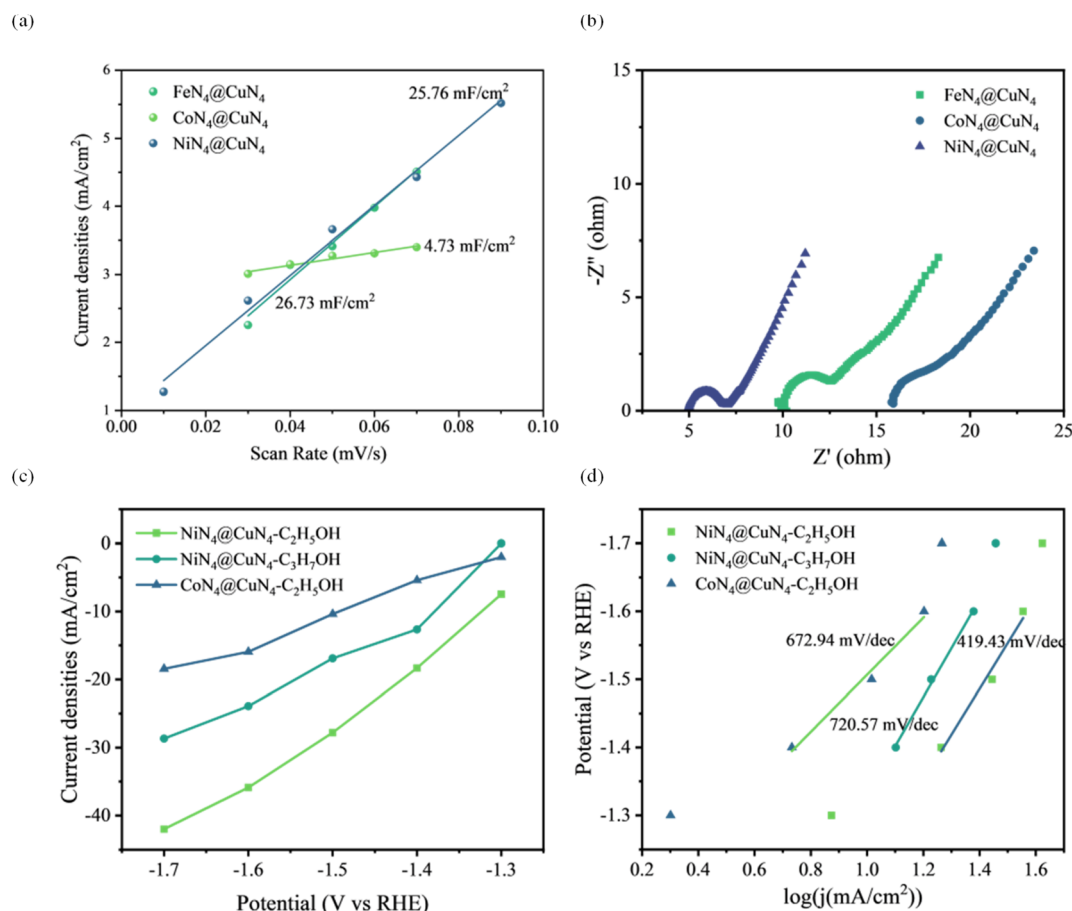 (a)
FeN₄@CuN₄
CoN₄@CuN₄
NiN₄@CuN₄
25.76 mF/cm²
4.73 mF/cm²
26.73 mF/cm²
Current densities (mA/cm²)
6
5
4
3
2
1
0.00 0.02 0.04 0.06 0.08 0.10
Scan Rate (mV/s)
(b)
FeN₄@CuN₄
CoN₄@CuN₄
NiN₄@CuN₄
-Z" (ohm)
15
10
5
0
5 10 15 20 25
Z' (ohm)
(c)
NiN₄@CuN₄-C₂H₅OH
NiN₄@CuN₄-C₃H₇OH
CoN₄@CuN₄-C₂H₅OH
Current densities (mA/cm²)
0
-10
-20
-30
-40
-1.7 -1.6 -1.5 -1.4 -1.3
Potential (V vs RHE)
(d)
NiN₄@CuN₄-C₂H₅OH
NiN₄@CuN₄-C₃H₇OH
CoN₄@CuN₄-C₂H₅OH
672.94 mV/dec
419.43 mV/dec
720.57 mV/dec
Potential (V vs RHE)
-1.7
-1.6
-1.5
-1.4
-1.3
0.2 0.4 0.6 0.8 1.0 1.2 1.4 1.6
log(j(mA/cm²))